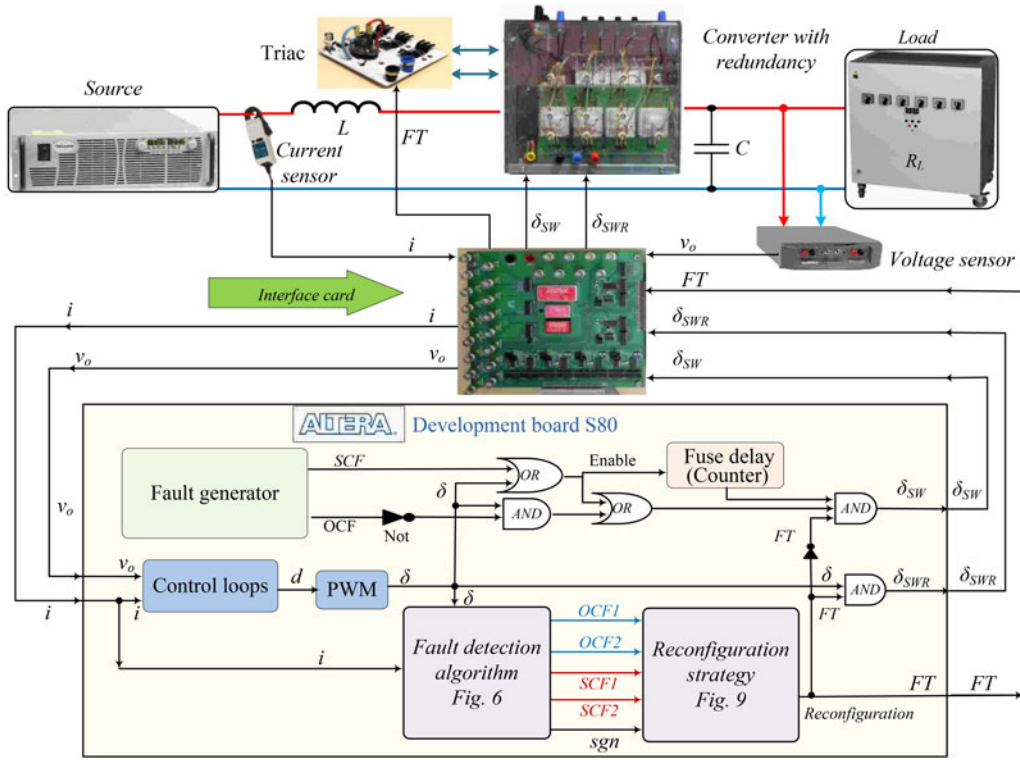 Triac
Converter with
redundancy
Load
Source
L
FT
C
R_L
Current
sensor
δ_SW
δ_SWR
i
v_o
Voltage sensor
FT
Interface card
i
δ_SWR
v_o
δ_SW
ALTERA Development board S80
Fault generator
SCF
OCF
Not
δ
OR
AND
Enable
OR
Fuse delay
(Counter)
AND
δ_SW
δ_SW
FT
v_o
v_o
i
i
Control loops
d
PWM
δ
δ
FT
AND
δ_SWR
δ_SWR
δ
i
Fault detection
algorithm
Fig. 6
OCF1
OCF2
SCF1
SCF2
sgn
Reconfiguration
strategy
Fig. 9
Reconfiguration
FT
FT